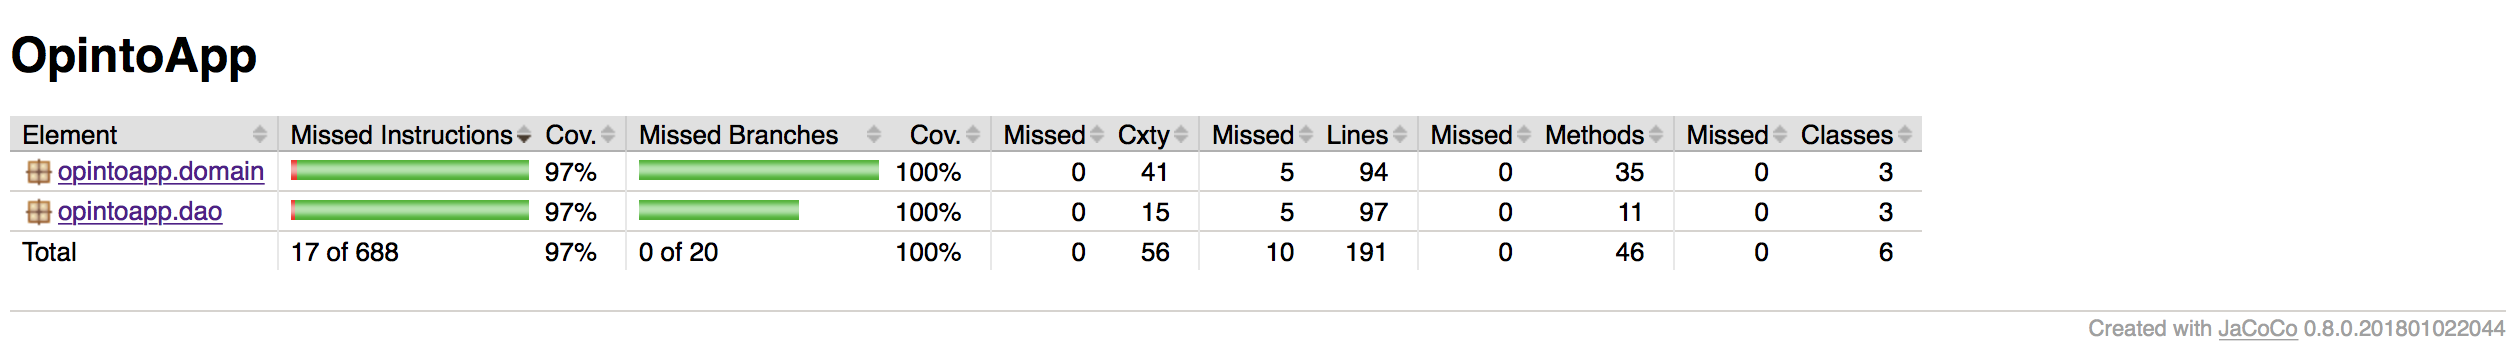 OpintoApp
Element Missed Instructions Cov. Missed Branches Cov. Missed Cxty Missed Lines Missed Methods Missed Classes
opintoapp.domain 97% 100% 0 41 5 94 0 35 0 3
opintoapp.dao 97% 100% 0 15 5 97 0 11 0 3
Total 17 of 688 97% 0 of 20 100% 0 56 10 191 0 46 0 6
Created with JaCoCo 0.8.0.201801022044